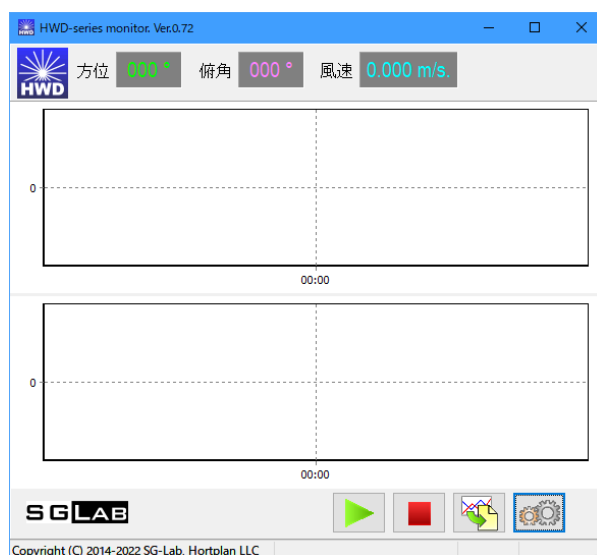 HWD-series monitor. Ver.0.72
HWD 方位 000 ° 俯角 000 ° 風速 0.000 m/s.
0
00:00
0
00:00
SGLAB
Copyright (C) 2014-2022 SG-Lab, Hortplan LLC